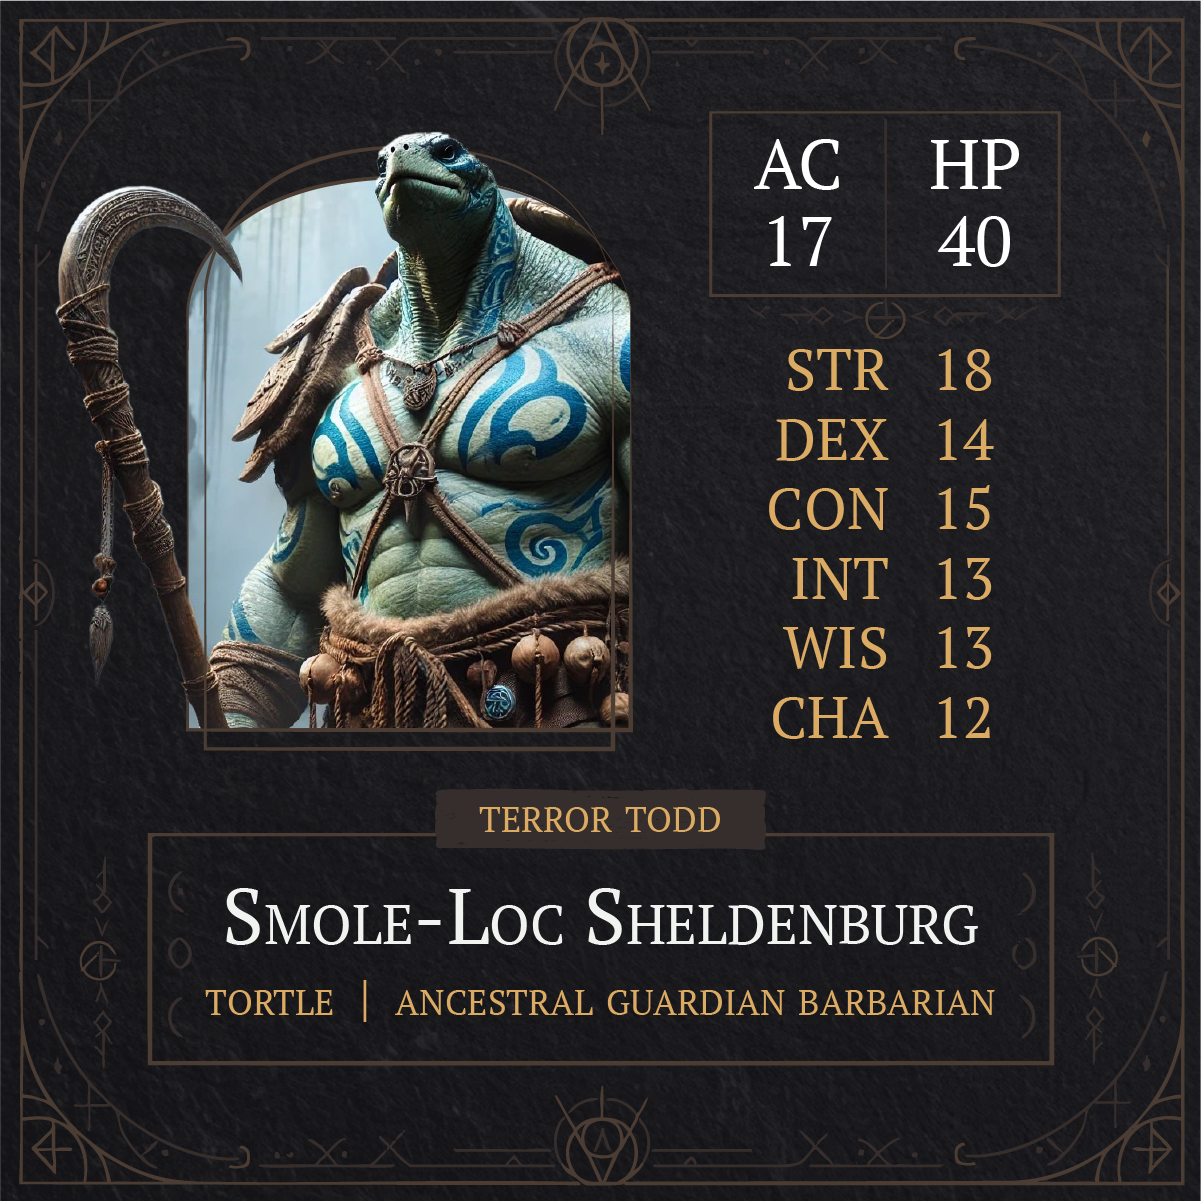 AC HP
17 40
STR 18
DEX 14
CON 15
INT 13
WIS 13
CHA 12
TERROR TODD
SMOLE-LOC SHELDENBURG
TORTLE | ANCESTRAL GUARDIAN BARBARIAN